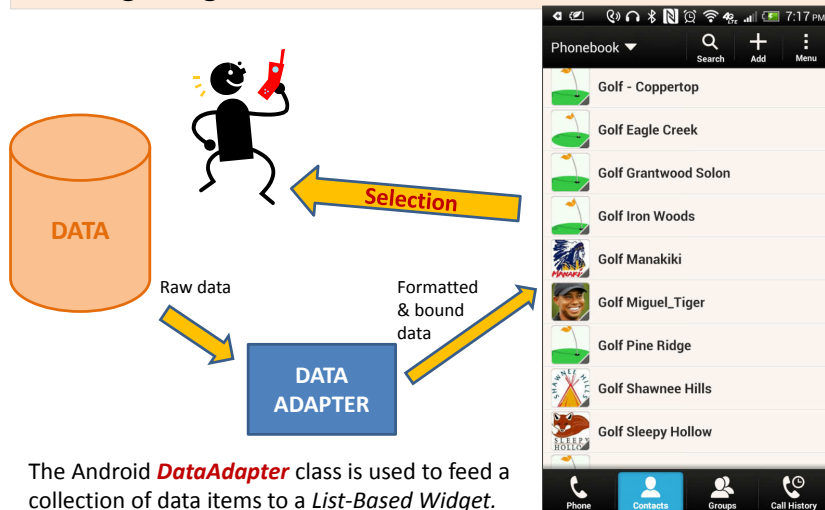 7:17 PM
Phonebook
Search
Add
Menu
Golf - Coppertop
Golf Eagle Creek
Golf Grantwood Solon
Golf Iron Woods
Golf Manakiki
Golf Miguel_Tiger
Golf Pine Ridge
Golf Shawnee Hills
Golf Sleepy Hollow
Phone
Contacts
Groups
Call History
Selection
DATA
Raw data
Formatted
& bound
data
DATA
ADAPTER
The Android DataAdapter class is used to feed a
collection of data items to a List-Based Widget.